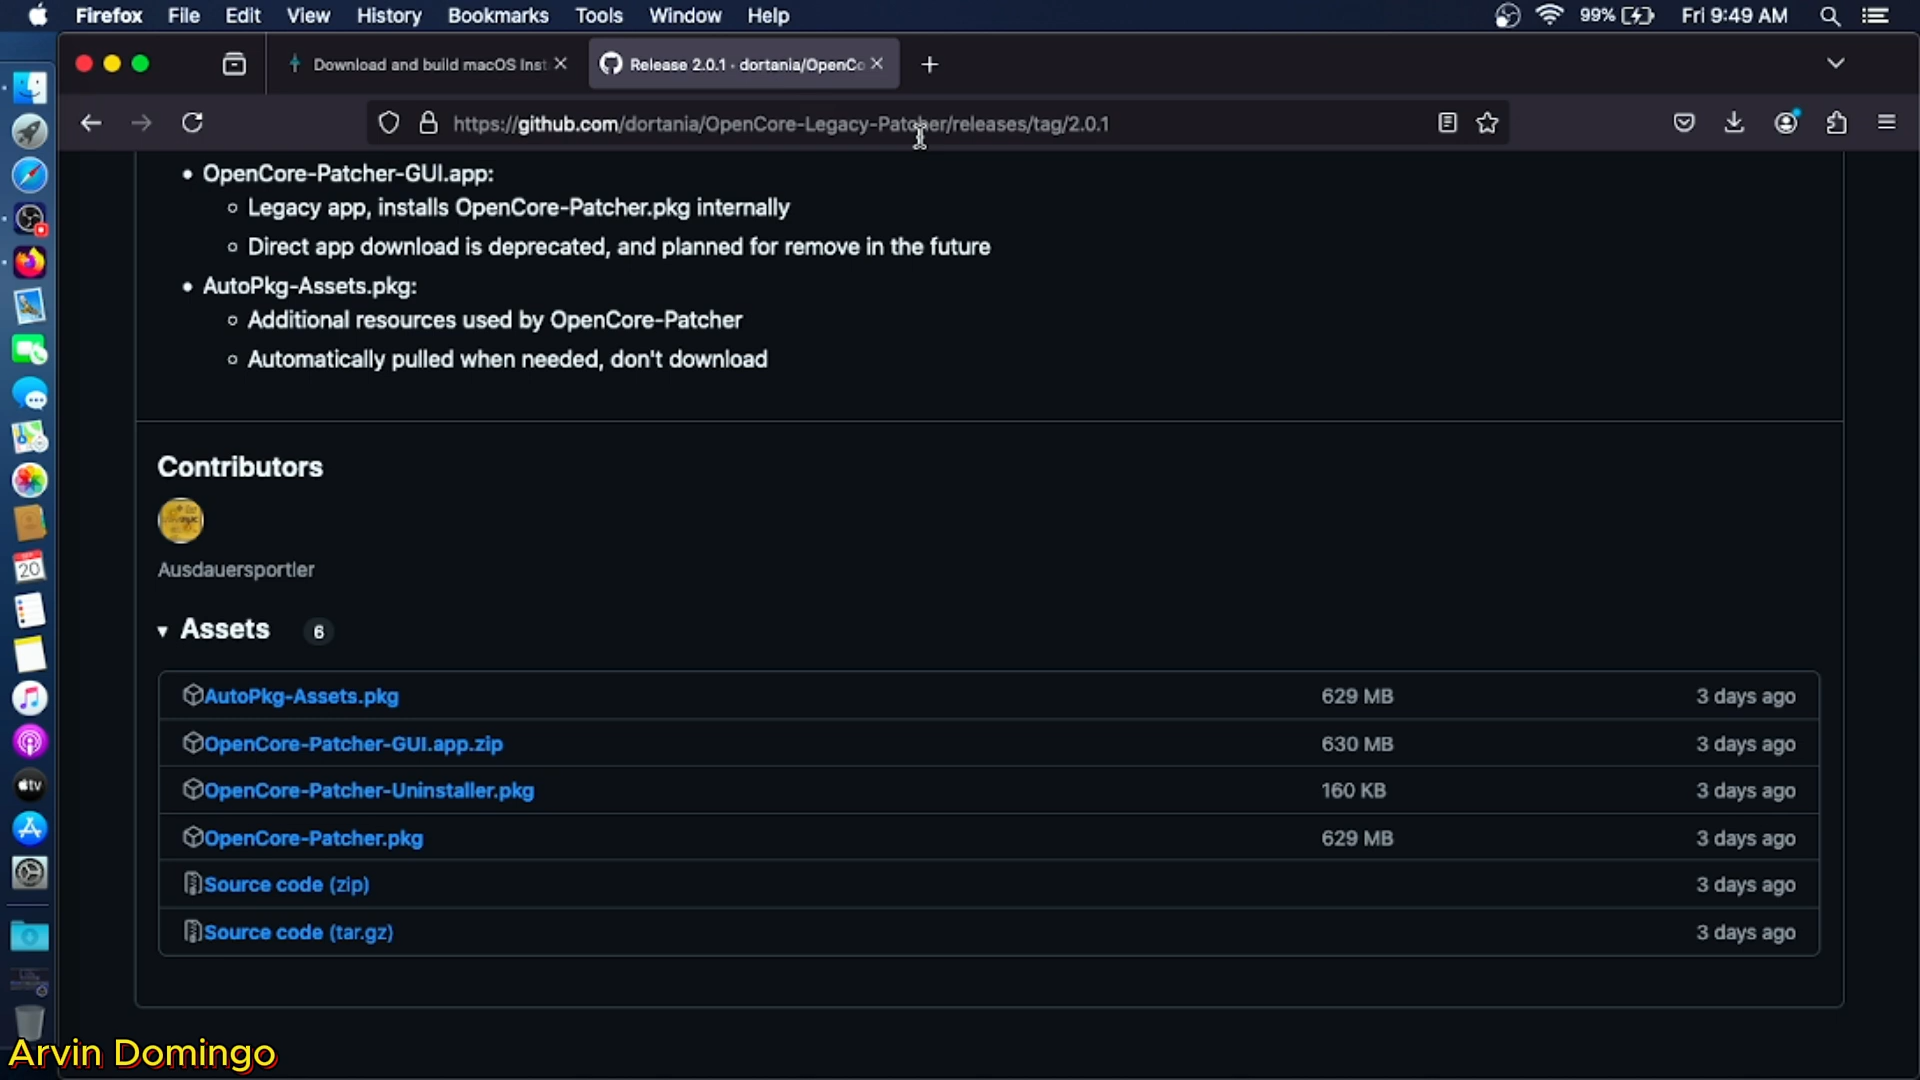 Firefox File Edit View History Bookmarks Tools Window Help 99% Fri 9:49 AM
Download and build macOS Inst Release 2.0.1 · dortania/OpenCo
https://github.com/dortania/OpenCore-Legacy-Patcher/releases/tag/2.0.1
• OpenCore-Patcher-GUI.app:
◦ Legacy app, installs OpenCore-Patcher.pkg internally
◦ Direct app download is deprecated, and planned for remove in the future
• AutoPkg-Assets.pkg:
◦ Additional resources used by OpenCore-Patcher
◦ Automatically pulled when needed, don't download
Contributors
Ausdauersportler
Assets 6
AutoPkg-Assets.pkg 629 MB 3 days ago
OpenCore-Patcher-GUI.app.zip 630 MB 3 days ago
OpenCore-Patcher-Uninstaller.pkg 160 KB 3 days ago
OpenCore-Patcher.pkg 629 MB 3 days ago
Source code (zip) 3 days ago
Source code (tar.gz) 3 days ago
20
tv
Arvin Domingo